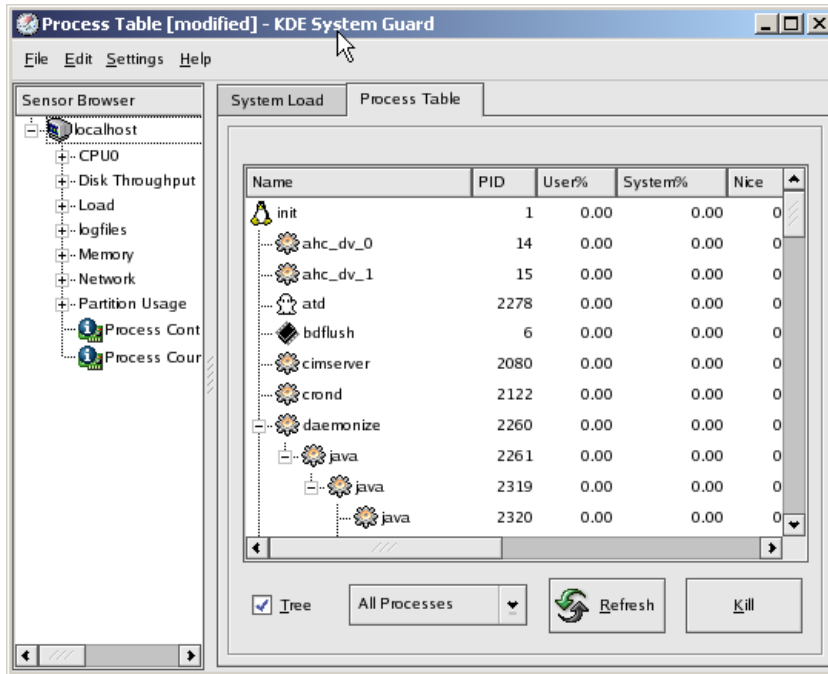 Process Table [modified] - KDE System Guard
File Edit Settings Help
Sensor Browser
localhost
CPU0
Disk Throughput
Load
logfiles
Memory
Network
Partition Usage
Process Cont
Process Cour
System Load Process Table
Name PID User% System% Nice
init 1 0.00 0.00 0
ahc_dv_0 14 0.00 0.00 0
ahc_dv_1 15 0.00 0.00 0
atd 2278 0.00 0.00 0
bdflush 6 0.00 0.00 0
cimserver 2080 0.00 0.00 0
crond 2122 0.00 0.00 0
daemonize 2260 0.00 0.00 0
java 2261 0.00 0.00 0
java 2319 0.00 0.00 0
java 2320 0.00 0.00 0
Tree All Processes Refresh Kill